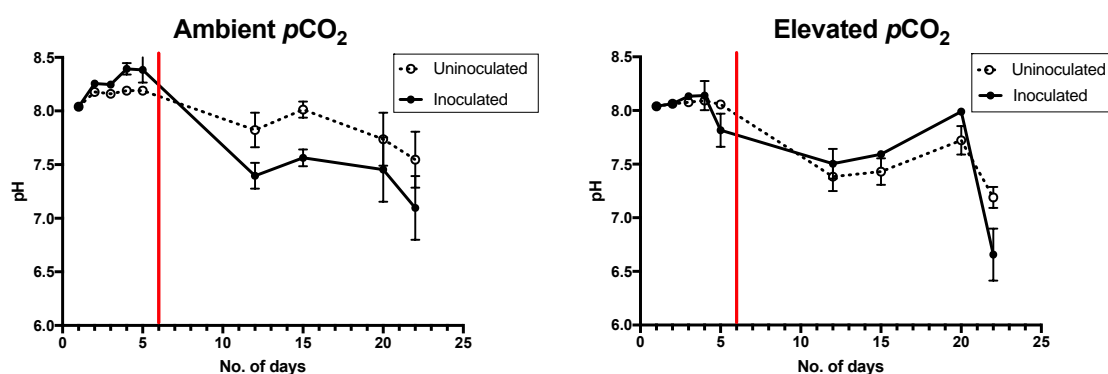 Ambient pCO2
Uninoculated
Inoculated
pH
8.5
8.0
7.5
7.0
6.5
6.0
0 5 10 15 20 25
No. of days
Elevated pCO2
Uninoculated
Inoculated
pH
8.5
8.0
7.5
7.0
6.5
6.0
0 5 10 15 20 25
No. of days